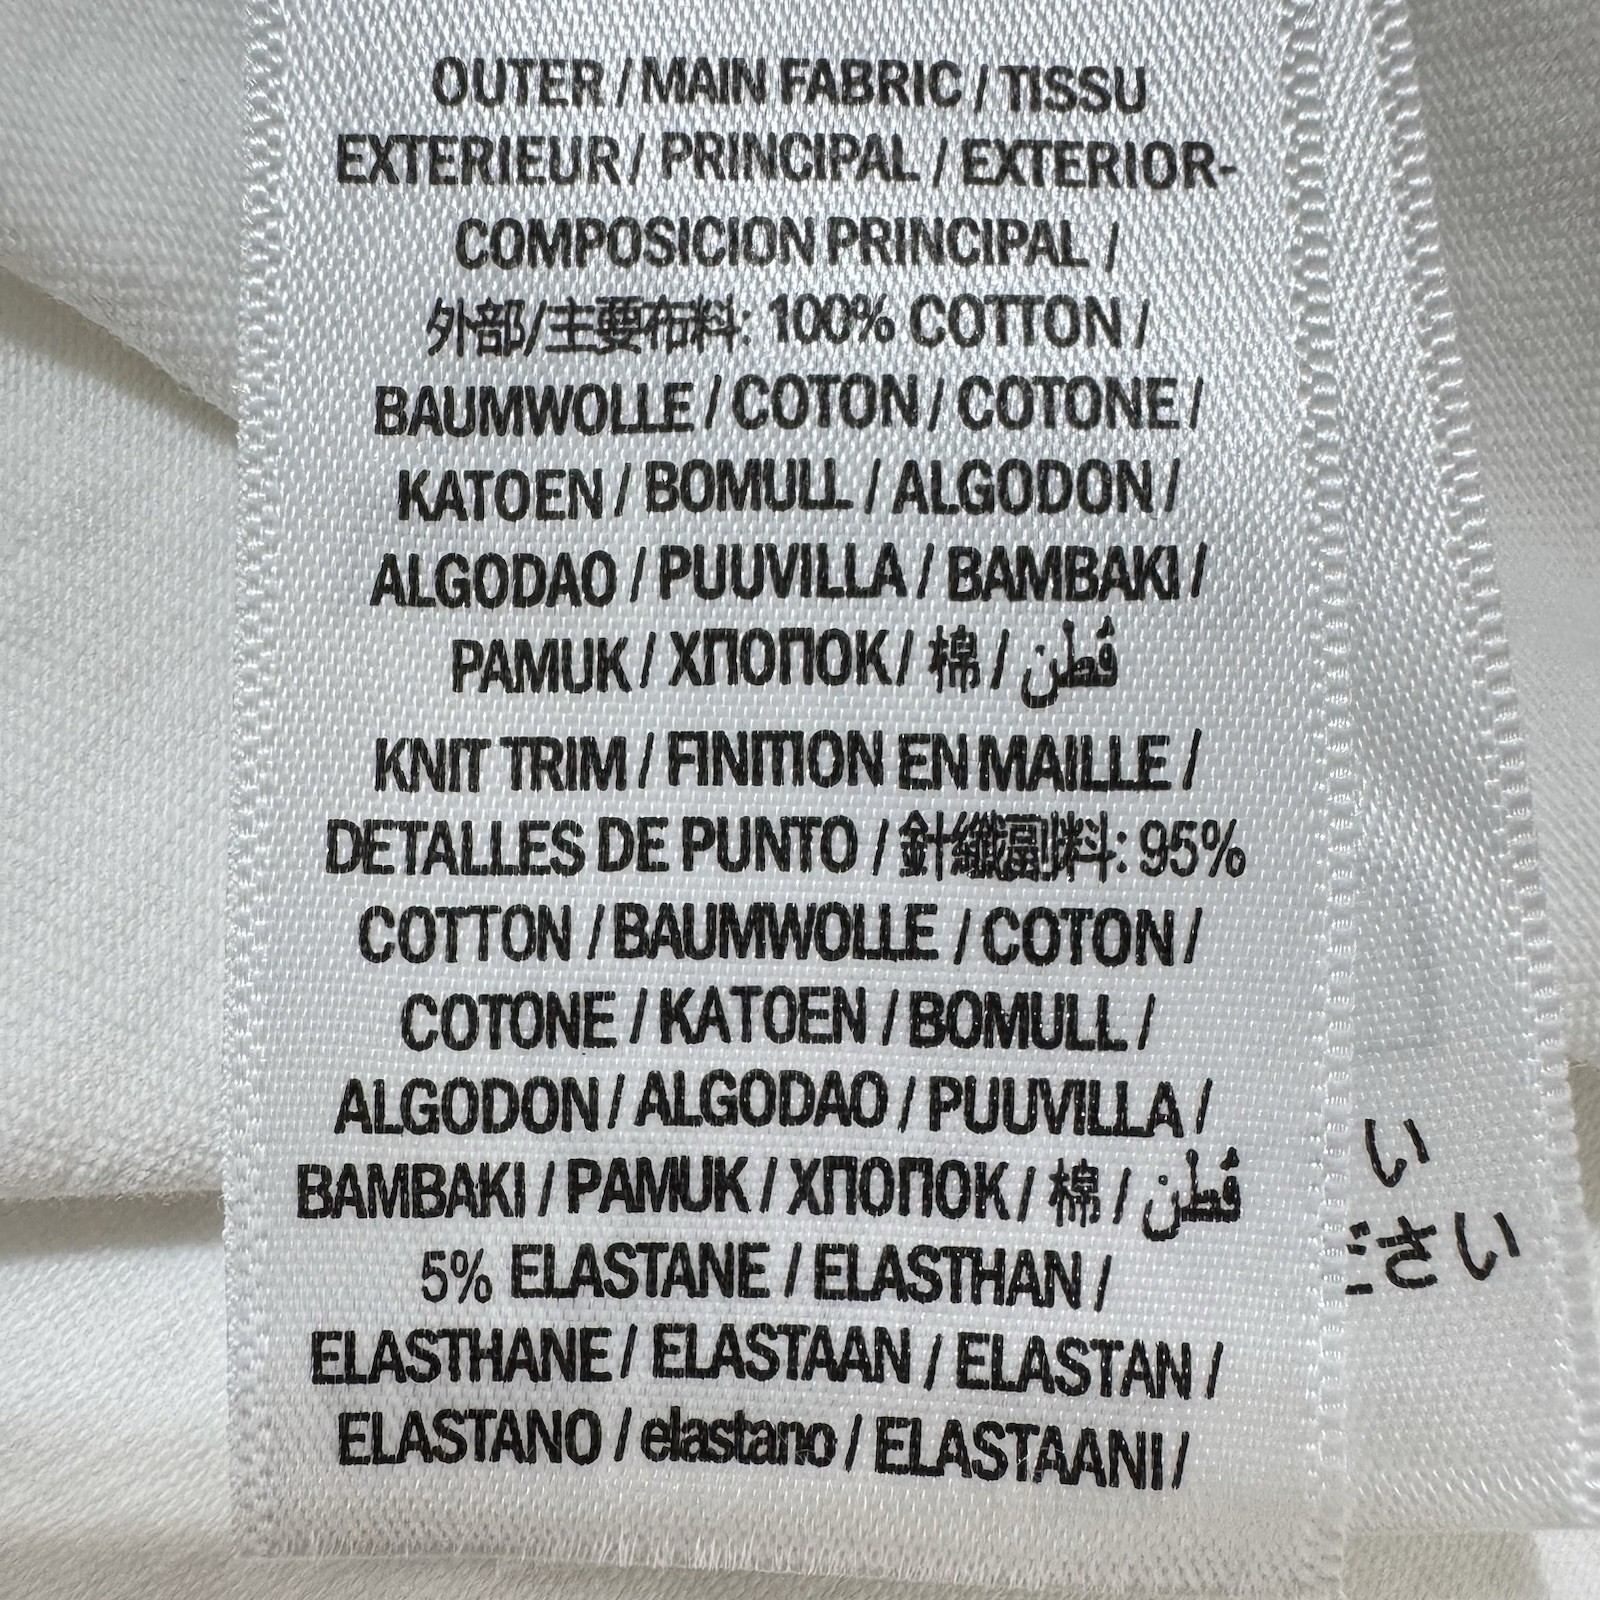 OUTER / MAIN FABRIC / TISSU
EXTERIEUR / PRINCIPAL / EXTERIOR-
COMPOSICION PRINCIPAL /
外部/主要布料: 100% COTTON /
BAUMWOLLE / COTON / COTONE /
KATOEN / BOMULL / ALGODON /
ALGODAO / PUUVILLA / BAMBAKI /
PAMUK / ХПОПОК / 棉 / قطن
KNIT TRIM / FINITION EN MAILLE /
DETALLES DE PUNTO / 針織副料: 95%
COTTON / BAUMWOLLE / COTON /
COTONE / KATOEN / BOMULL /
ALGODON / ALGODAO / PUUVILLA /
BAMBAKI / PAMUK / ХПОПОК / 棉 / قطن
5% ELASTANE / ELASTHAN /
ELASTHANE / ELASTAAN / ELASTAN /
ELASTANO / elastano / ELASTAANI /
い
さい